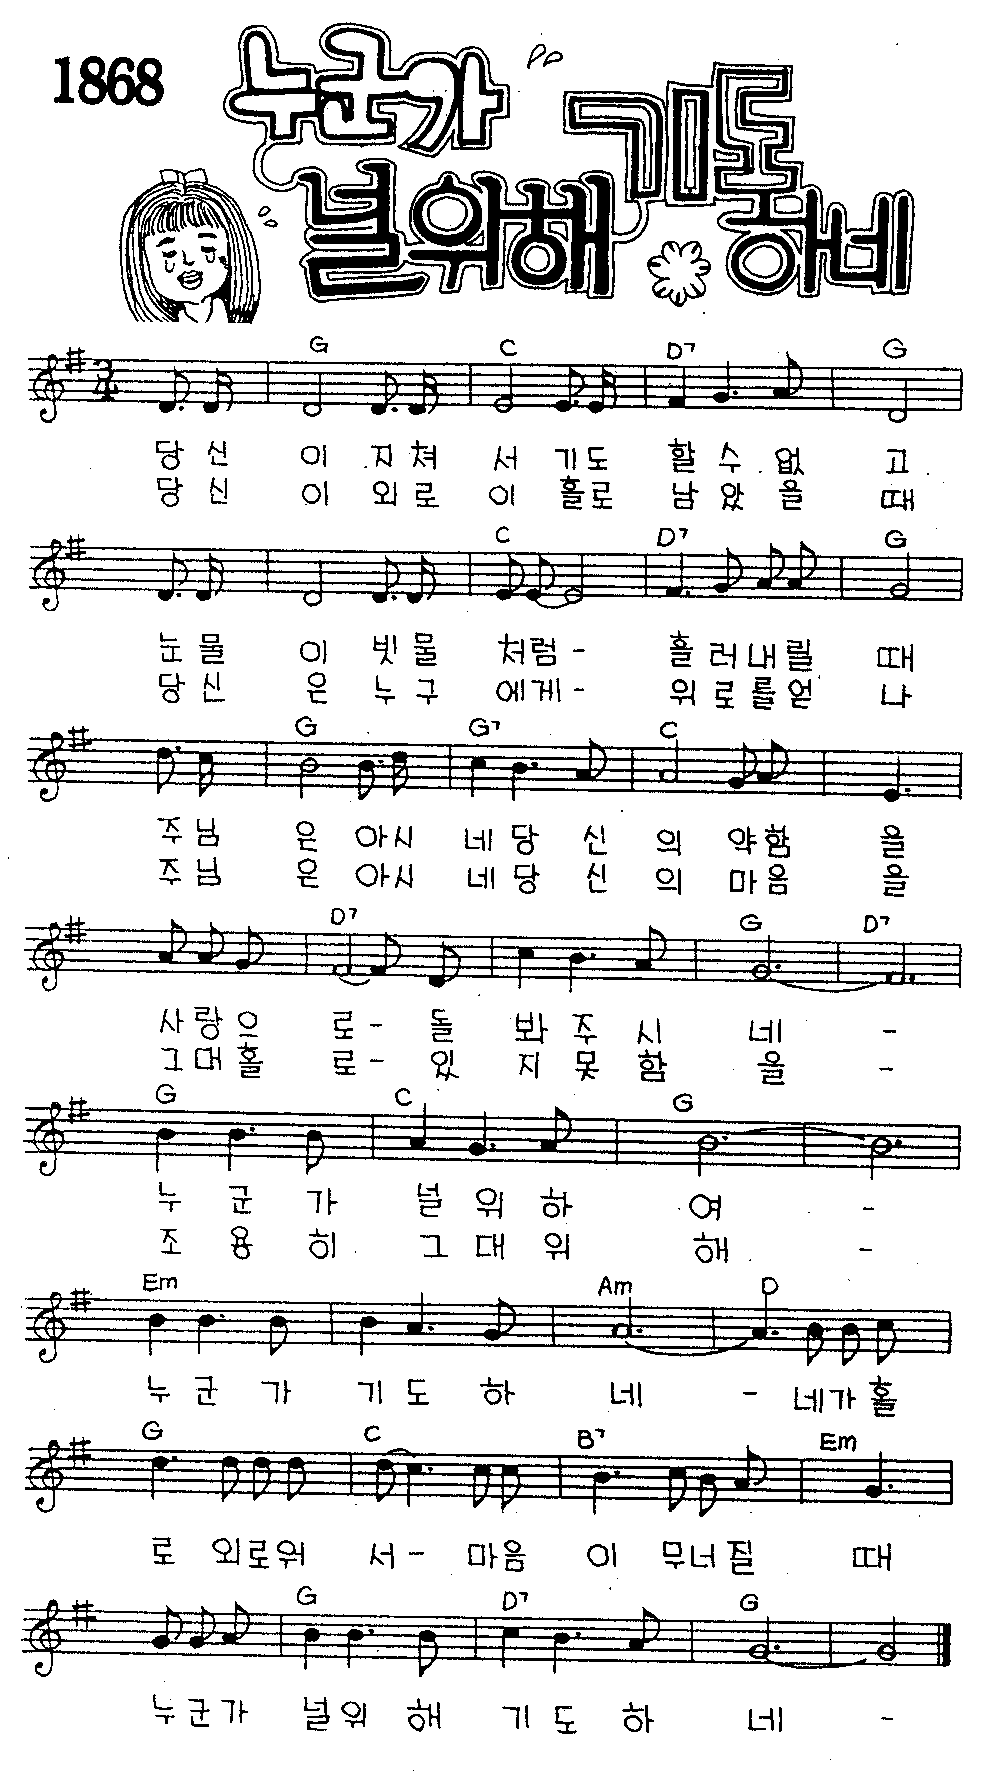 1868
누군가 널위해 기도하네
G C D7 G
당신 이 지쳐 서 기도 할 수 없 고
당신 이 외로 이 홀로 남 았 을 때
C D7 G
눈물 이 빗물 처럼- 흘러내릴 때
당신 은 누구 에게- 위로를얻 나
G G7 C
주님 은 아시 네당 신 의 약함 을
주님 은 아시 네당 신 의 마음 을
D7 G D7
사랑으 로- 돌 봐 주 시 네 -
그대홀 로- 있 지 못 함 을 -
G C G
누 군 가 널 위 하 여 -
조 용 히 그 대 위 해 -
Em Am D
누 군 가 기 도 하 네 - 네가홀
G C B7 Em
로 외로워 서- 마음 이 무너질 때
G D7 G
누군가 널위 해 기 도 하 네 -